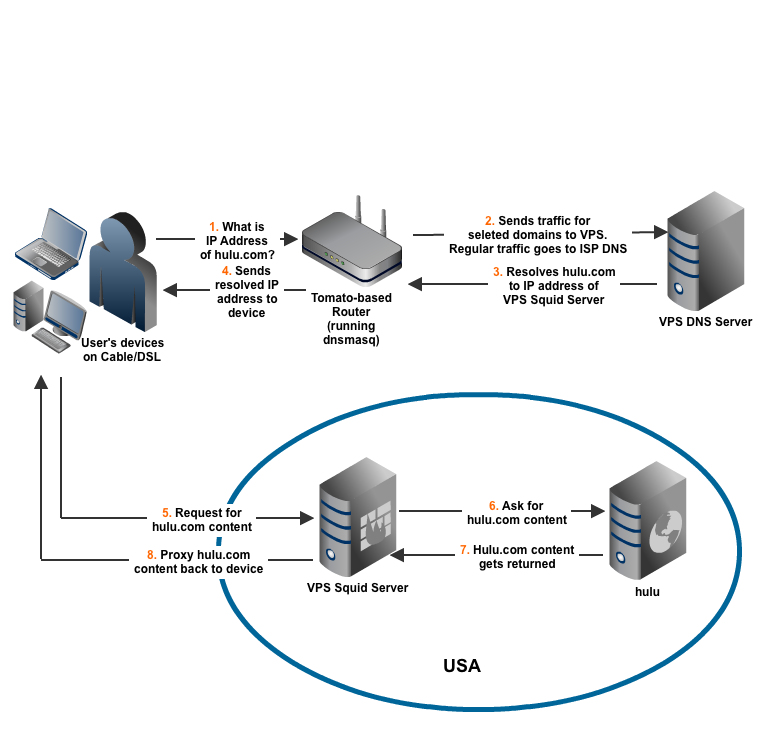 1. What is
IP Address
of hulu.com?
2. Sends traffic for
seleted domains to VPS.
Regular traffic goes to ISP DNS
4. Sends
resolved IP
address to
device
3. Resolves hulu.com
to IP address of
VPS Squid Server
Tomato-based
Router
(running
dnsmasq)
VPS DNS Server
User's devices
on Cable/DSL
5. Request for
hulu.com content
6. Ask for
hulu.com content
8. Proxy hulu.com
content back to device
7. Hulu.com content
gets returned
VPS Squid Server
hulu
USA